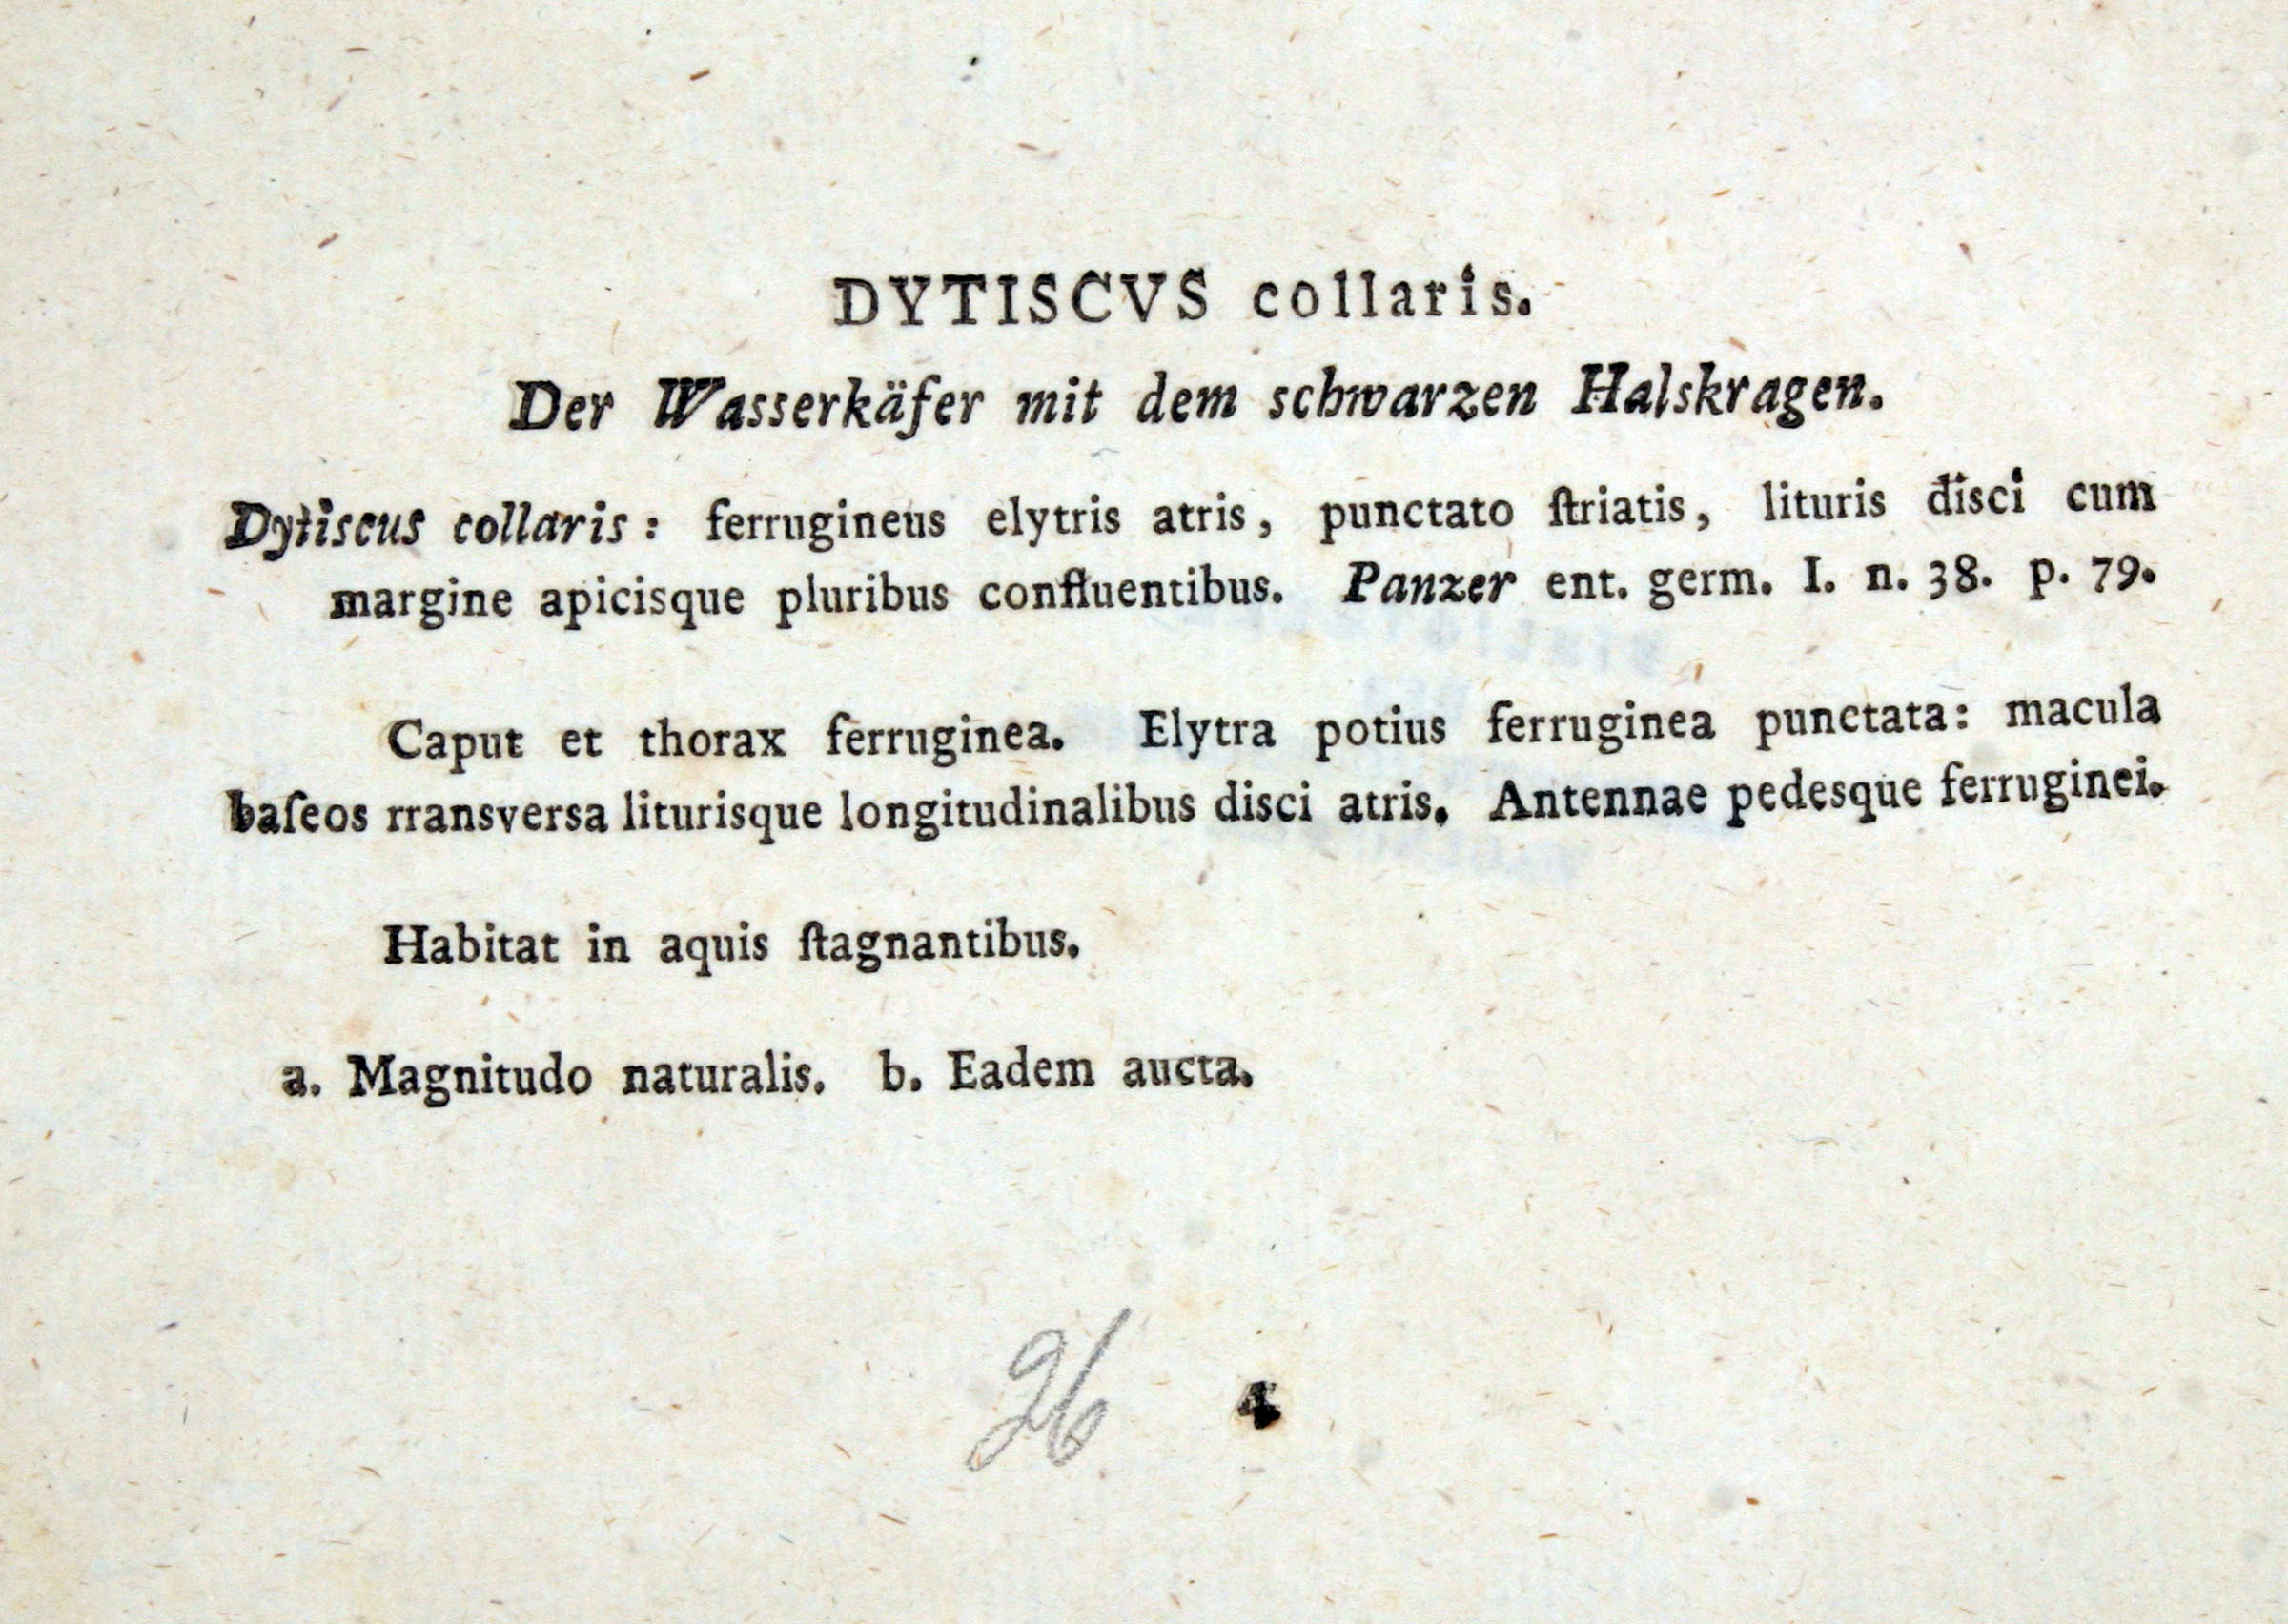 DYTISCVS collaris.
Der Wasserkäfer mit dem schwarzen Halskragen.
Dytiscus collaris: ferrugineus elytris atris, punctato ſtriatis, lituris disci cum
margine apicisque pluribus confluentibus. Panzer ent. germ. I. n. 38. p. 79.
Caput et thorax ferruginea. Elytra potius ferruginea punctata: macula
baſeos rransversa liturisque longitudinalibus disci atris. Antennae pedesque ferruginei.
Habitat in aquis ſtagnantibus.
a. Magnitudo naturalis. b. Eadem aucta.
26 4